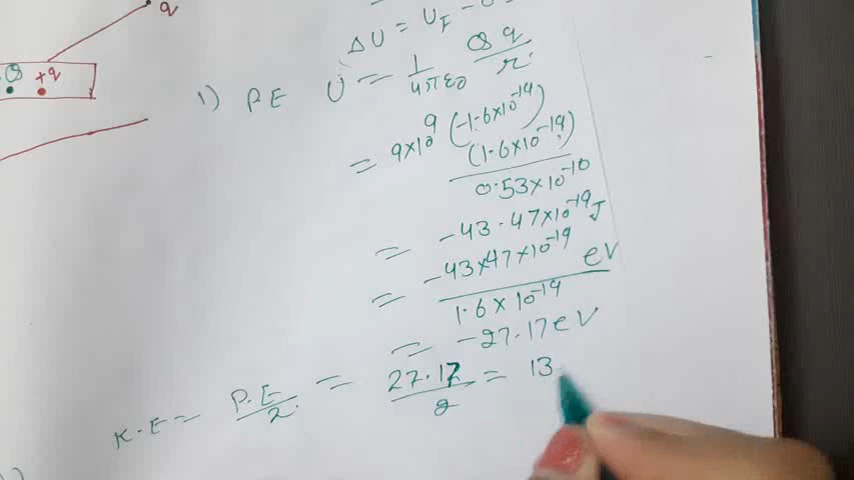 q
ΔU = U_F -
Q +q
1) PE U = 1/4πε0 Qq/r
= 9×10^9 (-1.6×10^-19)
(1.6×10^-19)
0.53×10^-10
= -43.47×10^-19 J
= -43×47×10^-19 eV
1.6×10^-19
= -27.17 eV
K.E = P.E/2 = 27.17/2 = 13